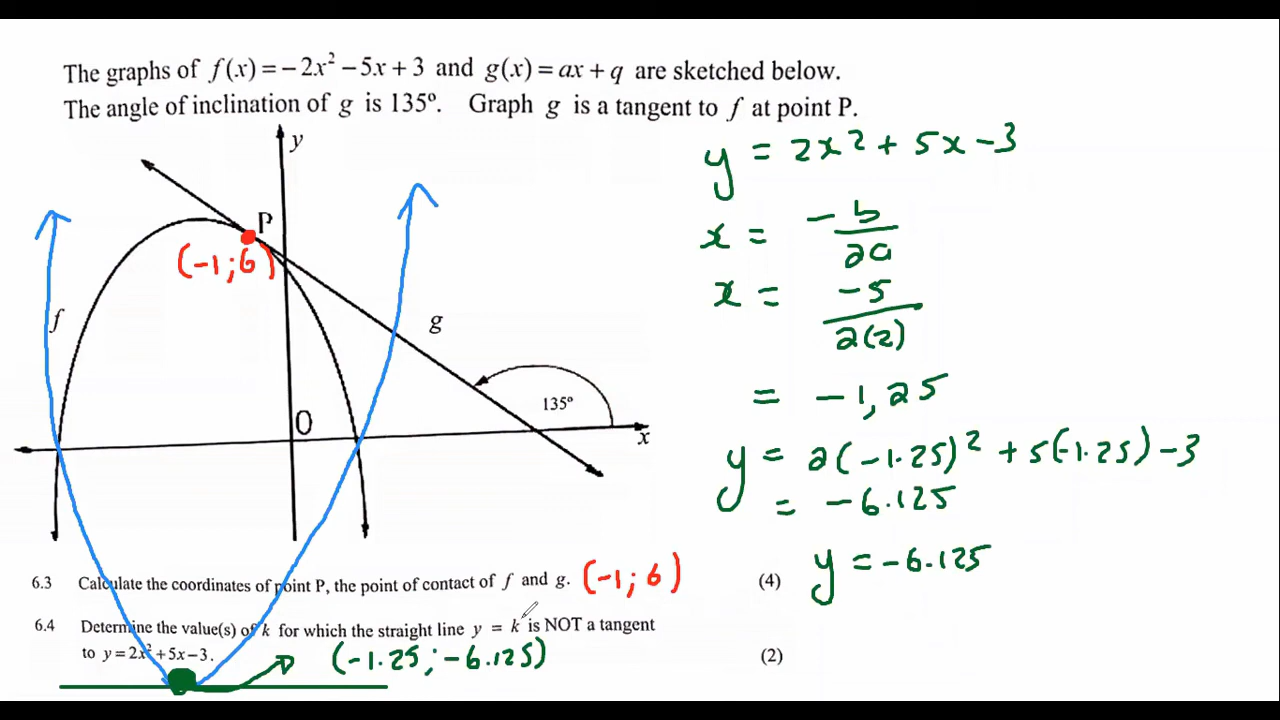 The graphs of f(x) = −2x² − 5x + 3 and g(x) = ax + q are sketched below.
The angle of inclination of g is 135°. Graph g is a tangent to f at point P.
y
P
(-1;6)
f
g
135°
O
x
y = 2x² + 5x - 3
x = -b/2a
x = -5/2(2)
= -1,25
y = 2(-1.25)² + 5(-1.25) - 3
= -6.125
y = -6.125
6.3 Calculate the coordinates of point P, the point of contact of f and g. (-1;6) (4)
6.4 Determine the value(s) of k for which the straight line y = k is NOT a tangent
to y = 2x² + 5x − 3. (2)
(-1.25; -6.125)